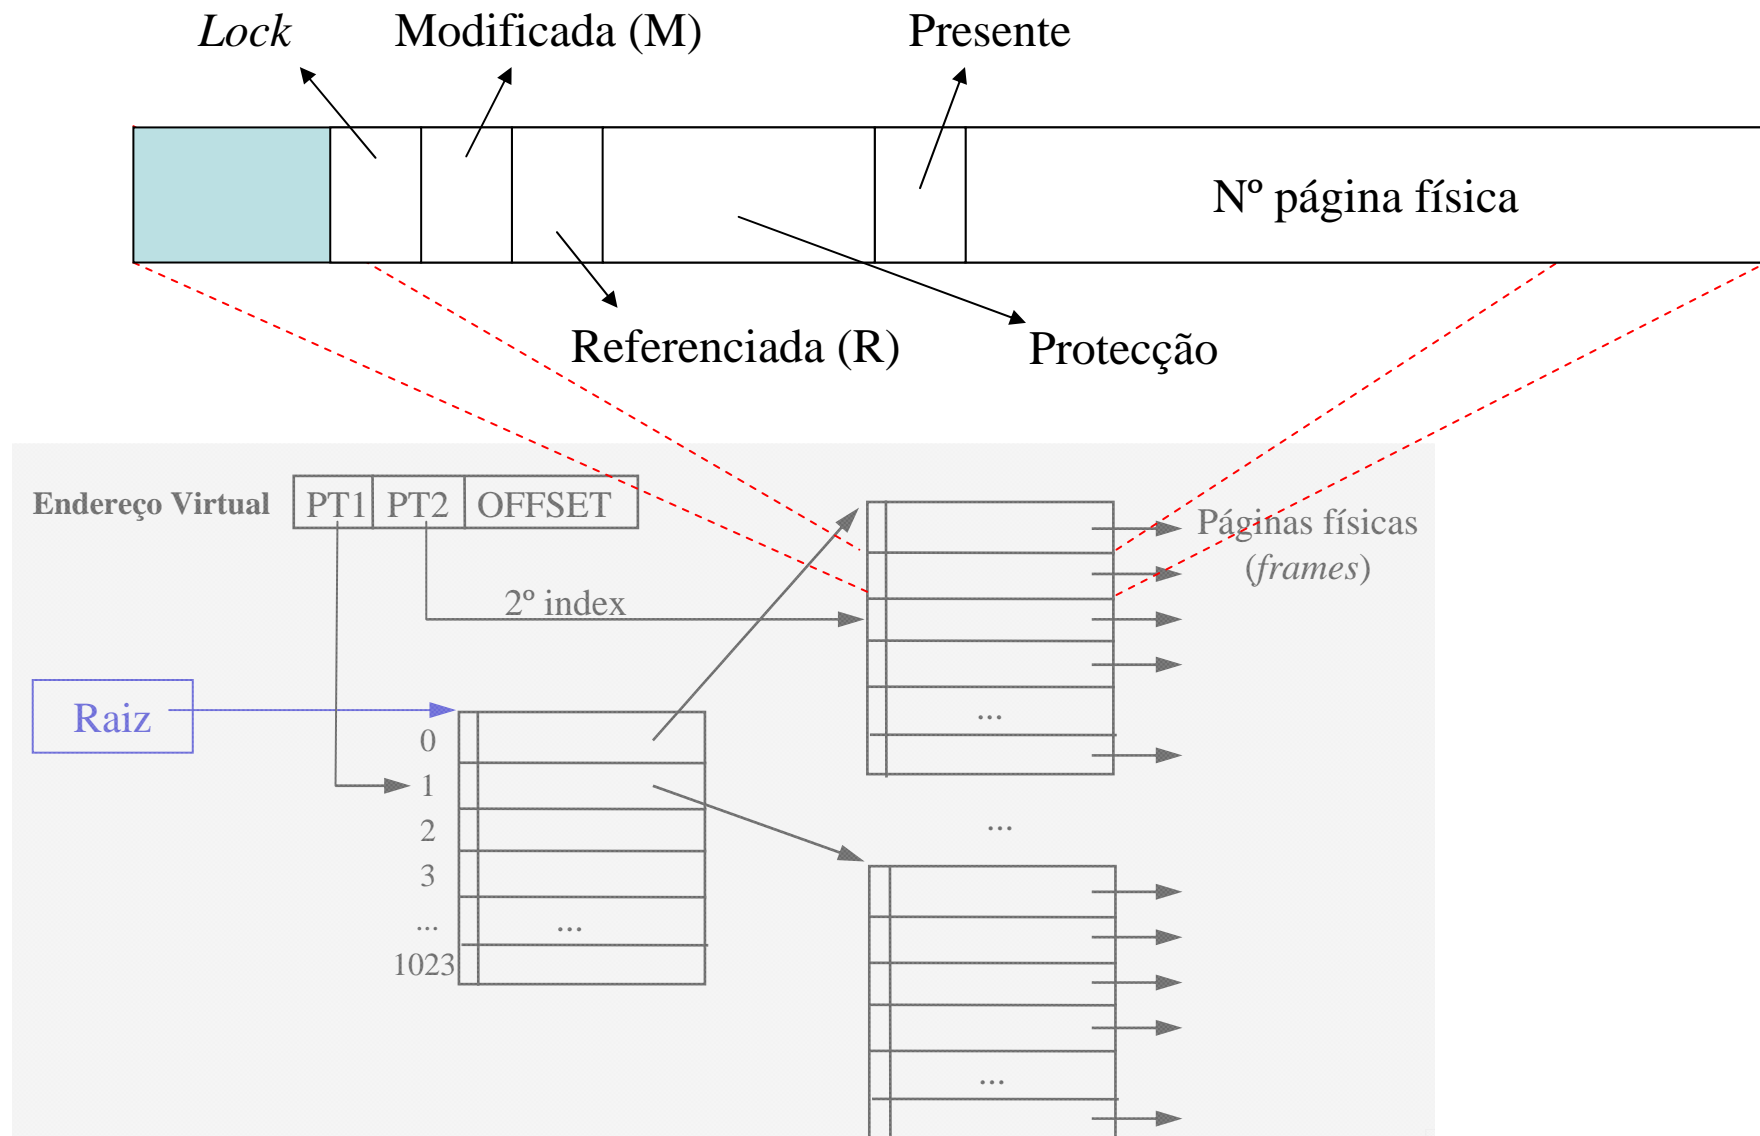 Lock
Modificada (M)
Presente
Nº página física
Referenciada (R)
Protecção
Endereço Virtual
PT1
PT2
OFFSET
Páginas físicas
(frames)
2º index
Raiz
0
1
2
3
...
1023
...
...
...
...